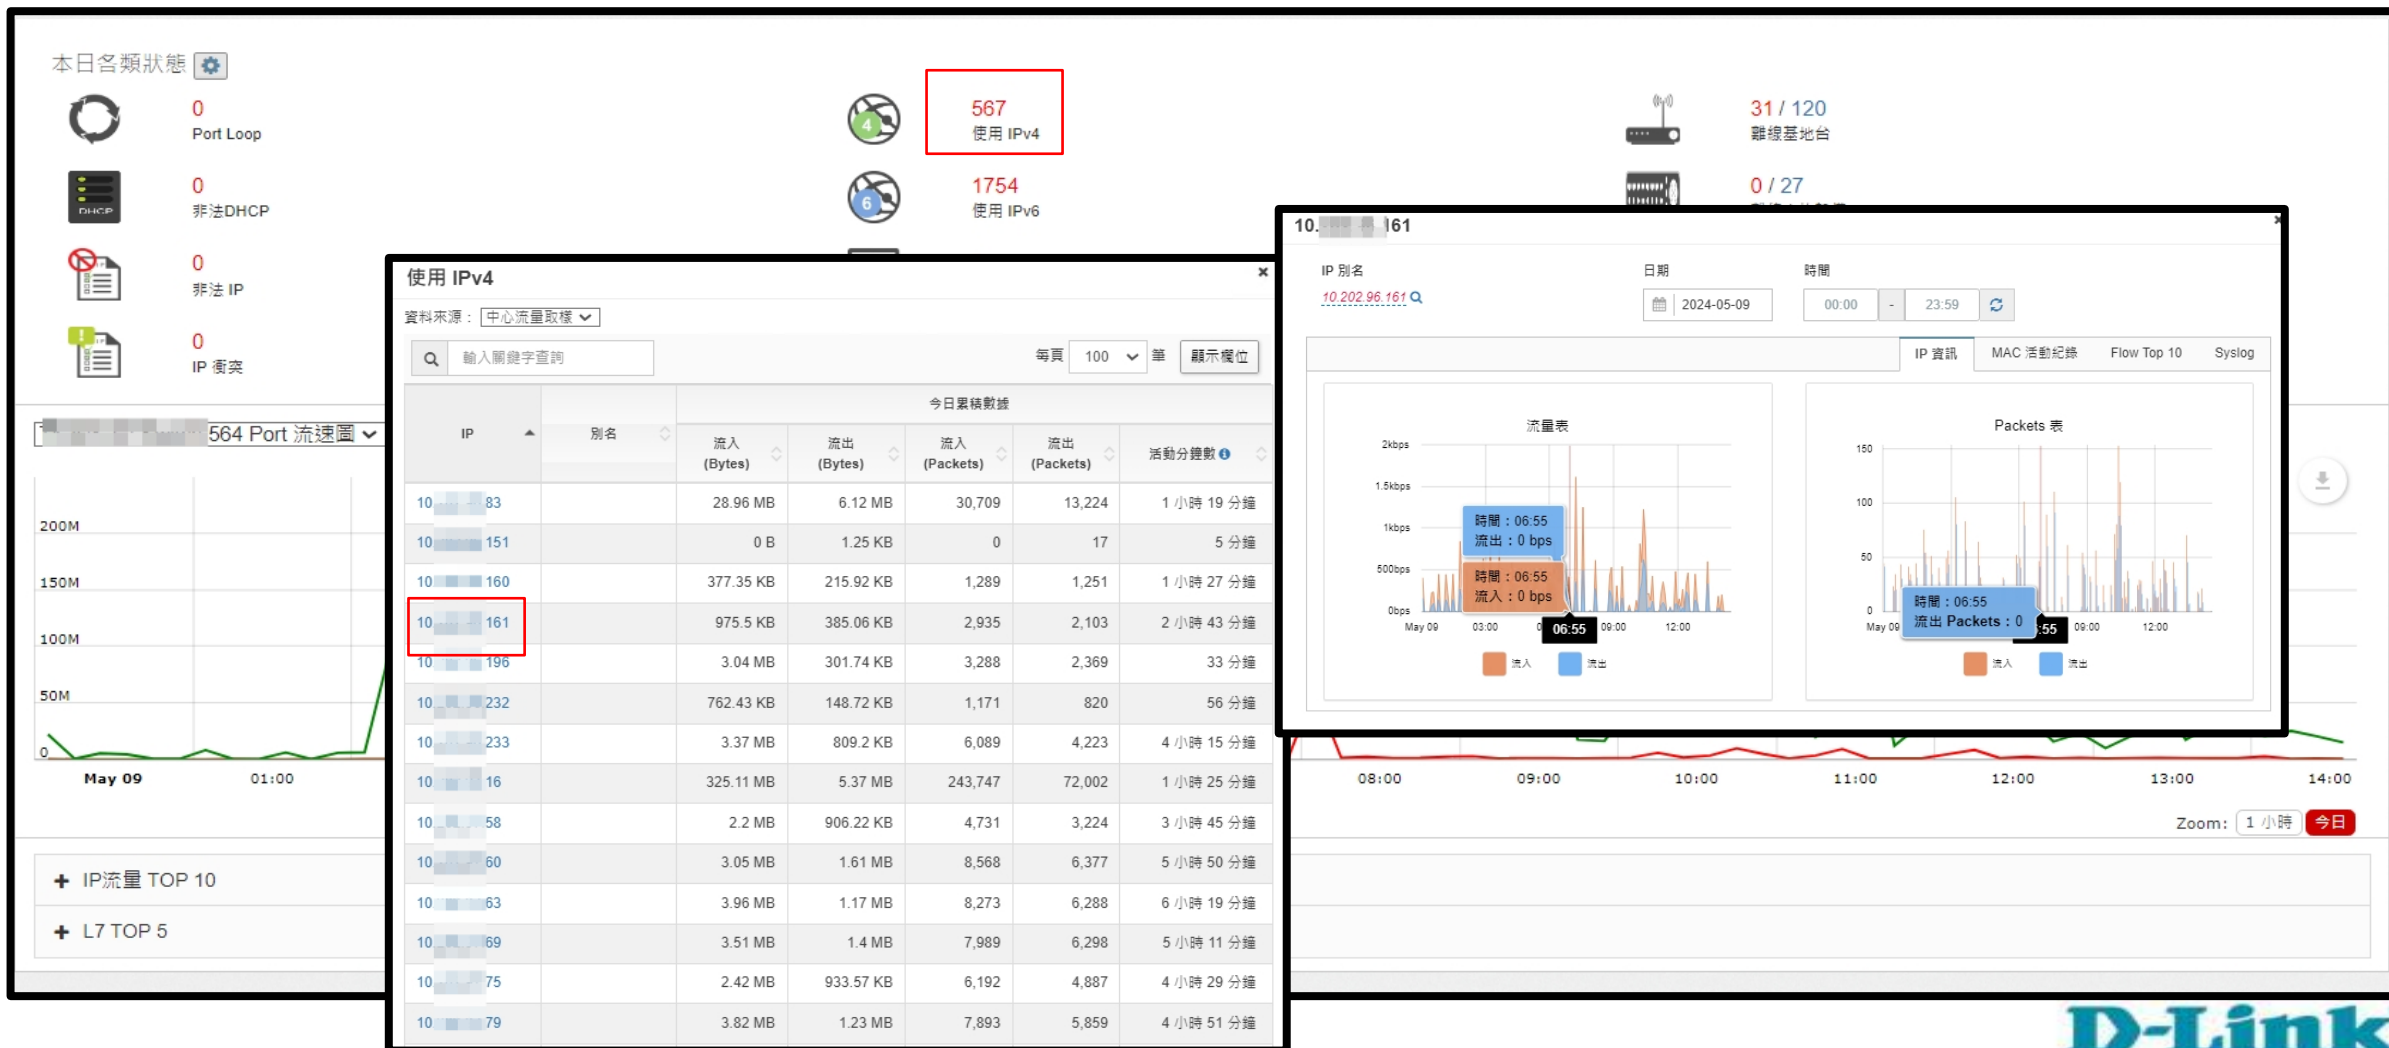 本日各類狀態
0
Port Loop
567
使用 IPv4
31 / 120
離線基地台
DHCP
0
非法DHCP
6
1754
使用 IPv6
0 / 27
0
非法 IP
4
0
IP 衝突
564 Port 流速圖
200M
150M
100M
50M
0
May 09
01:00
08:00
09:00
10:00
11:00
12:00
13:00
14:00
Zoom: 1 小時 今日
IP流量 TOP 10
L7 TOP 5
使用 IPv4
資料來源： 中心流量取樣
輸入關鍵字查詢
每頁 100 筆 顯示欄位
IP 別名 今日累積數據
流入 (Bytes) 流出 (Bytes) 流入 (Packets) 流出 (Packets) 活動分鐘數
10 83 28.96 MB 6.12 MB 30,709 13,224 1 小時 19 分鐘
10 151 0 B 1.25 KB 0 17 5 分鐘
10 160 377.35 KB 215.92 KB 1,289 1,251 1 小時 27 分鐘
10 161 975.5 KB 385.06 KB 2,935 2,103 2 小時 43 分鐘
10 196 3.04 MB 301.74 KB 3,288 2,369 33 分鐘
10 232 762.43 KB 148.72 KB 1,171 820 56 分鐘
10 233 3.37 MB 809.2 KB 6,089 4,223 4 小時 15 分鐘
10 16 325.11 MB 5.37 MB 243,747 72,002 1 小時 25 分鐘
10 58 2.2 MB 906.22 KB 4,731 3,224 3 小時 45 分鐘
10 60 3.05 MB 1.61 MB 8,568 6,377 5 小時 50 分鐘
10 63 3.96 MB 1.17 MB 8,273 6,288 6 小時 19 分鐘
10 69 3.51 MB 1.4 MB 7,989 6,298 5 小時 11 分鐘
10 75 2.42 MB 933.57 KB 6,192 4,887 4 小時 29 分鐘
10 79 3.82 MB 1.23 MB 7,893 5,859 4 小時 51 分鐘
10. 161
IP 別名 日期 時間
10.202.96.161 2024-05-09 00:00 - 23:59
IP 資訊 MAC 活動紀錄 Flow Top 10 Syslog
流量表
2kbps
1.5kbps
1kbps
500bps
0bps
時間：06:55
流出：0 bps
時間：06:55
流入：0 bps
May 09 03:00 06:55 09:00 12:00
流入 流出
Packets 表
150
100
50
0
時間：06:55
流出 Packets：0
May 09 :55 09:00 12:00
流入 流出
D-Link